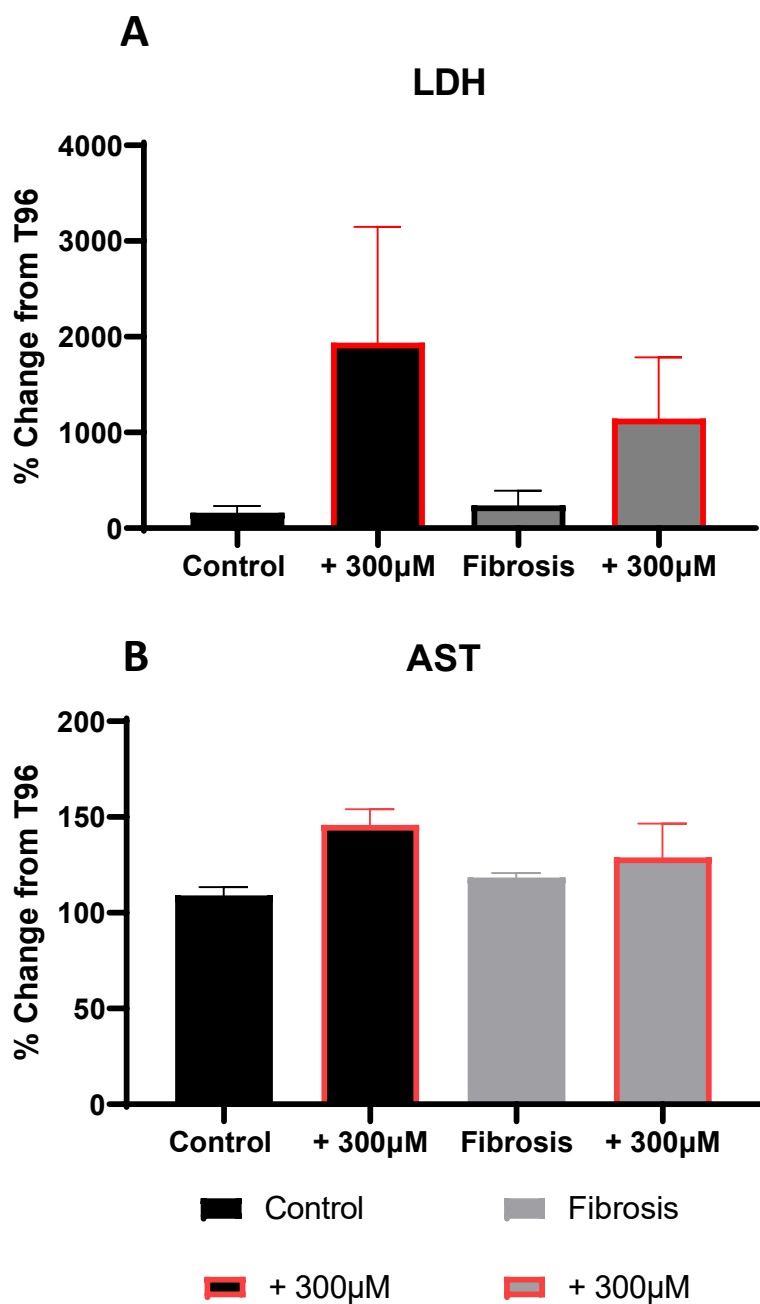 A
LDH
% Change from T96
4000
3000
2000
1000
0
Control + 300µM Fibrosis + 300µM
B
AST
% Change from T96
200
150
100
50
0
Control + 300µM Fibrosis + 300µM
Control Fibrosis
+ 300µM + 300µM